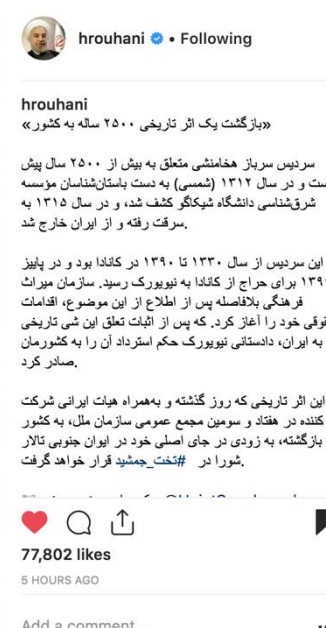 hrouhani • Following
hrouhani
«بازگشت یک اثر تاریخی ۲۵۰۰ ساله به کشور»
سردیس سرباز هخامنشی متعلق به بیش از ۲۵۰۰ سال پیش
ست و در سال ۱۳۱۲ (شمسی) به دست باستان‌شناسان مؤسسه
شرق‌شناسی دانشگاه شیکاگو کشف شد، و در سال ۱۳۱۵ به
سرقت رفته و از ایران خارج شد.
این سردیس از سال ۱۳۳۰ تا ۱۳۹۰ در کانادا بود و در پاییز
برای حراج از کانادا به نیویورک رسید. سازمان میراث
فرهنگی بلافاصله پس از اطلاع از این موضوع، اقدامات
قوقی خود را آغاز کرد. که پس از اثبات تعلق این شی تاریخی
به ایران، دادستانی نیویورک حکم استرداد آن را به کشورمان
صادر کرد.
این اثر تاریخی که روز گذشته و به‌همراه هیات ایرانی شرکت
کننده در هفتاد و سومین مجمع عمومی سازمان ملل، به کشور
بازگشته، به زودی در جای اصلی خود در ایوان جنوبی تالار
شورا در #تخت_جمشید قرار خواهد گرفت.
77,802 likes
5 HOURS AGO
Add a comment